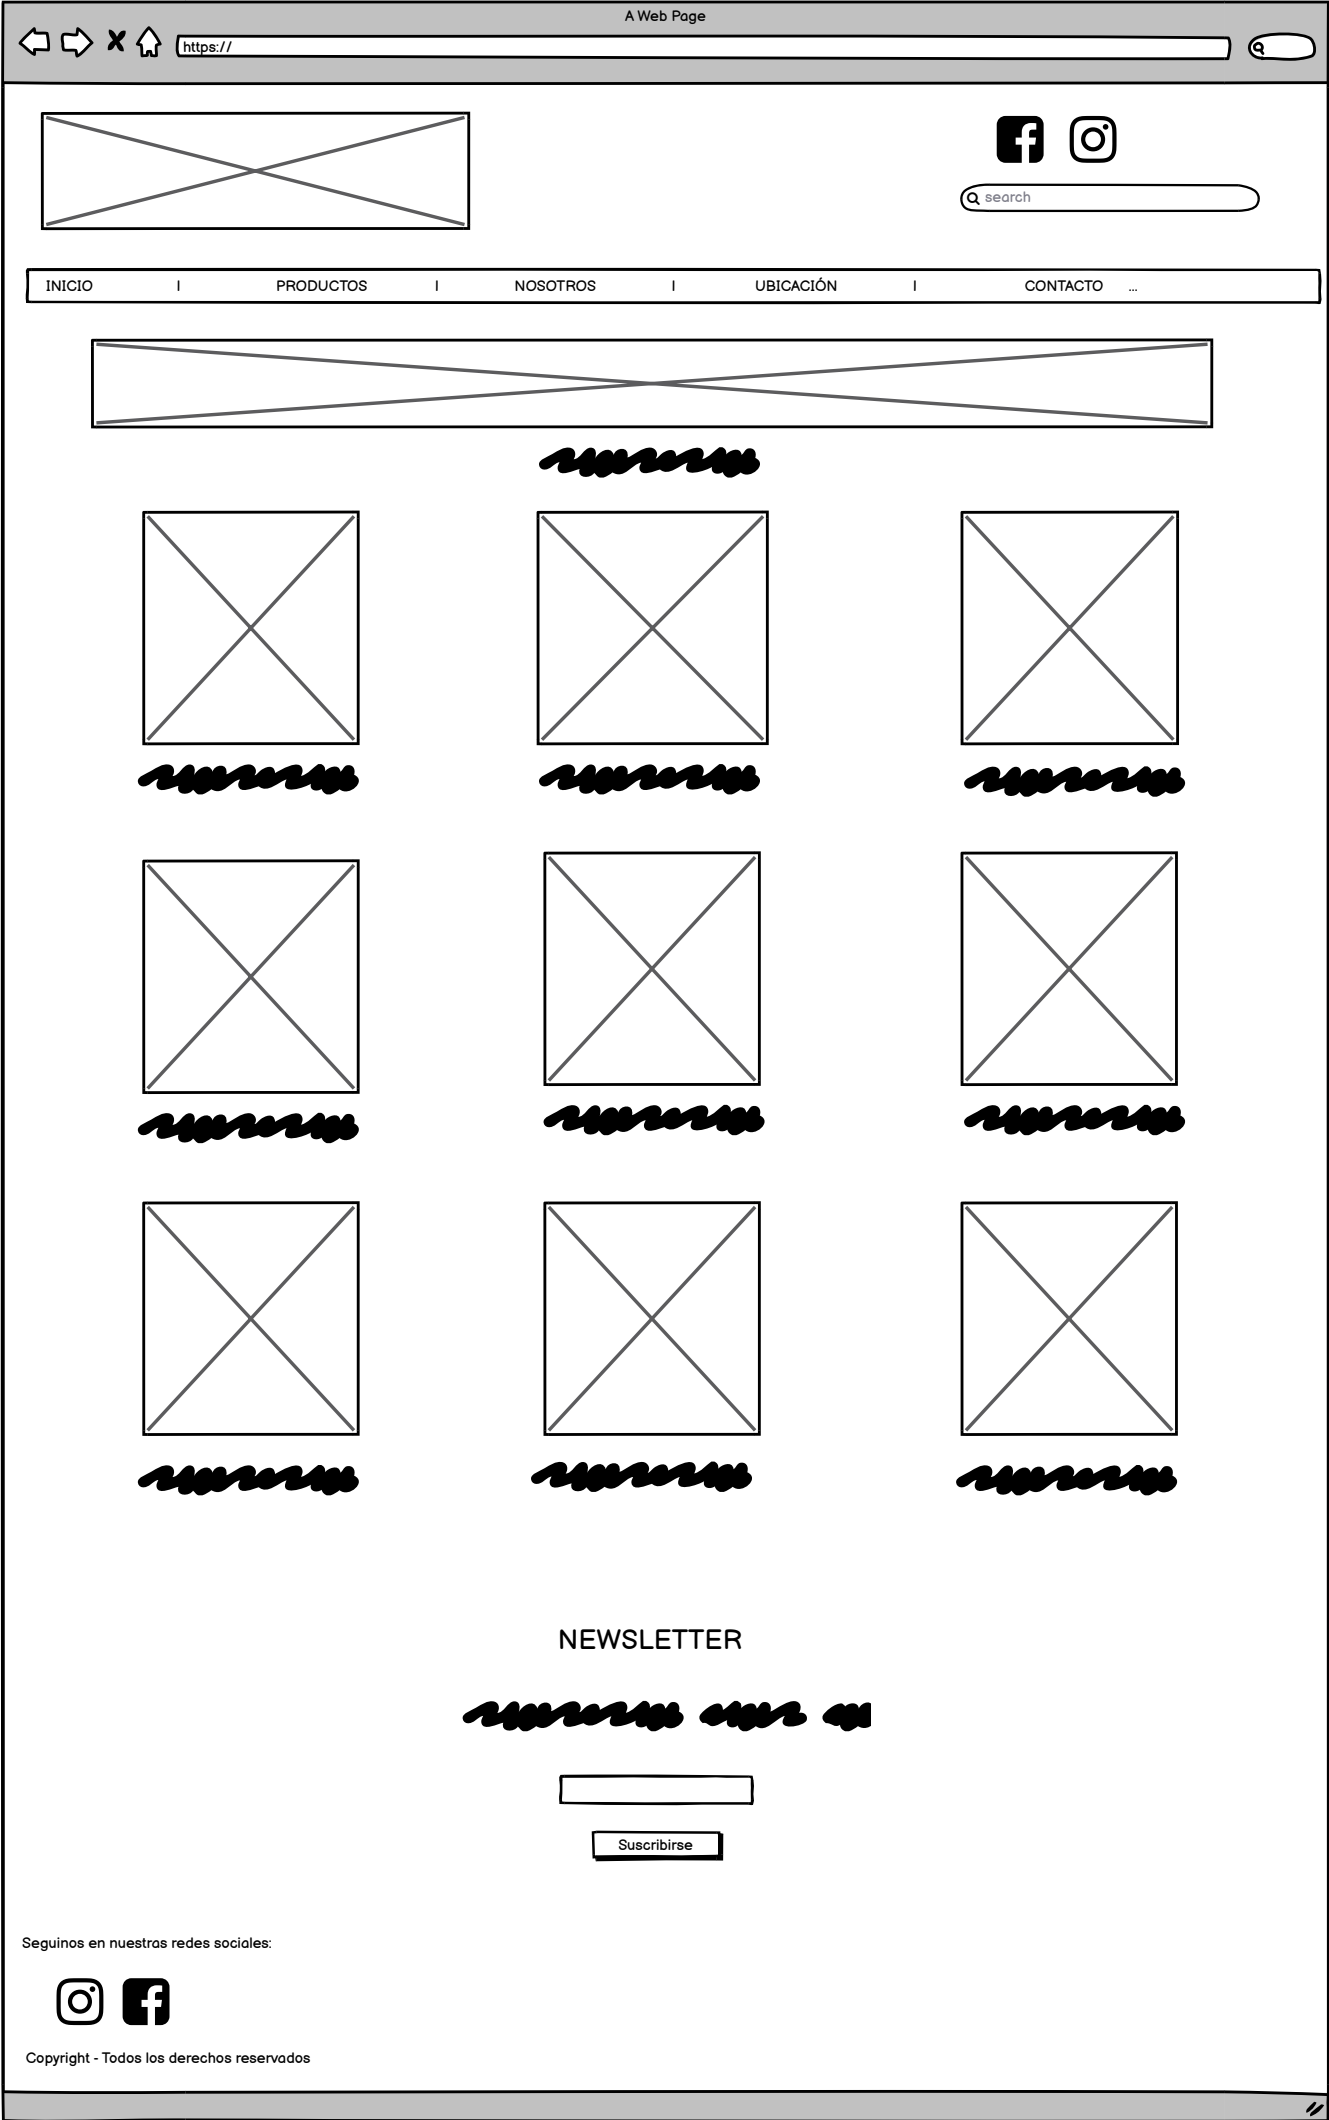 A Web Page
https://
search
INICIO | PRODUCTOS | NOSOTROS | UBICACIÓN | CONTACTO ...
NEWSLETTER
Suscribirse
Seguinos en nuestras redes sociales:
Copyright - Todos los derechos reservados